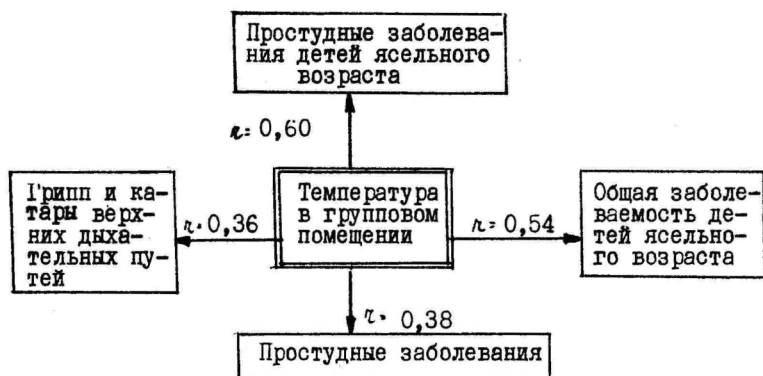 Простудные заболева-
ния детей ясельного
возраста
r= 0,60
Грипп и ка-
тары верх-
них дыха-
тельных пу-
тей
r= 0,36
Температура
в групповом
помещении
r= 0,54
Общая заболе-
ваемость де-
тей ясельно-
го возраста
r= 0,38
Простудные заболевания